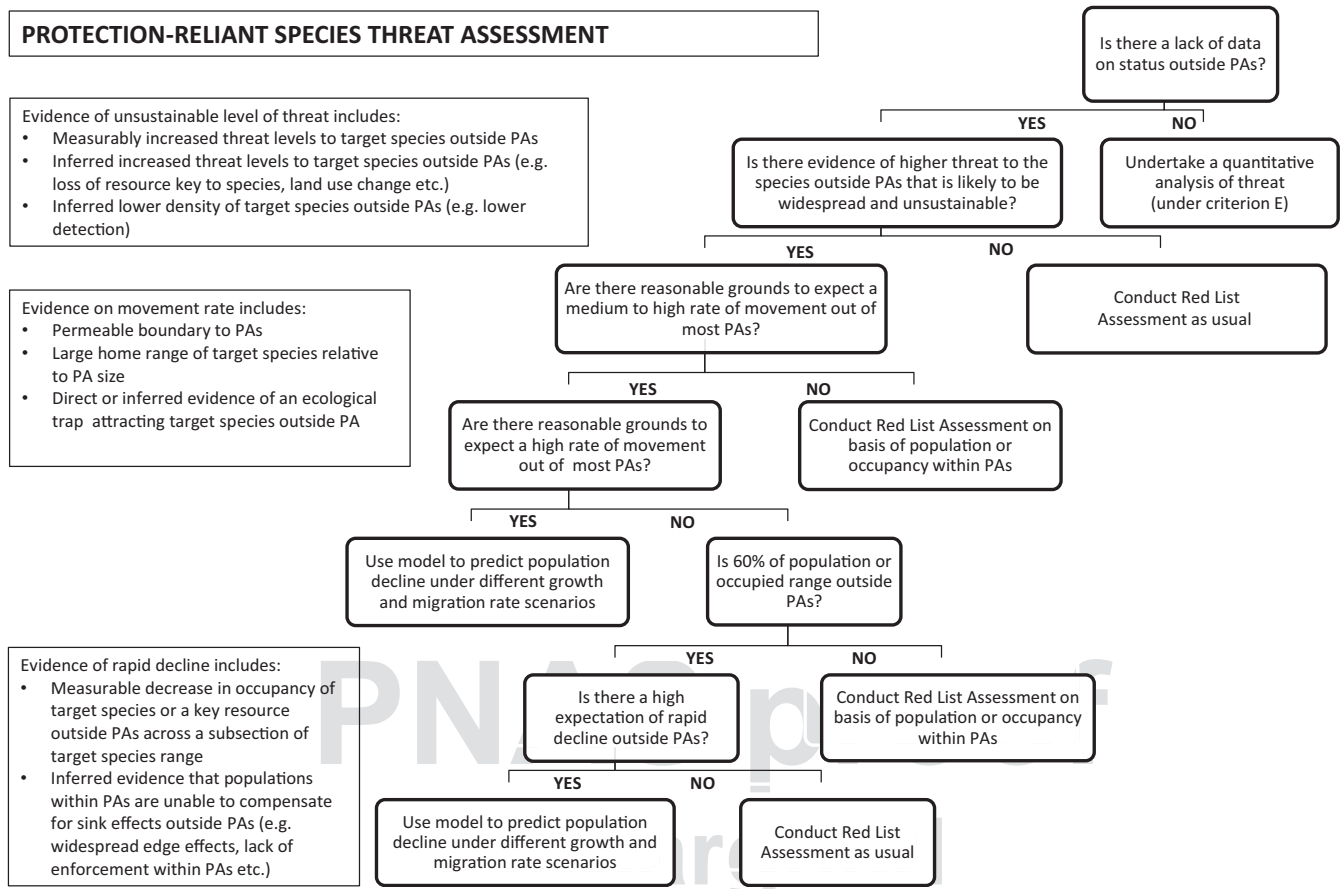 PROTECTION-RELIANT SPECIES THREAT ASSESSMENT
Is there a lack of data
on status outside PAs?
Evidence of unsustainable level of threat includes:
• Measurably increased threat levels to target species outside PAs
• Inferred increased threat levels to target species outside PAs (e.g.
loss of resource key to species, land use change etc.)
• Inferred lower density of target species outside PAs (e.g. lower
detection)
YES
NO
Is there evidence of higher threat to the
species outside PAs that is likely to be
widespread and unsustainable?
Undertake a quantitative
analysis of threat
(under criterion E)
YES
NO
Are there reasonable grounds to expect a
medium to high rate of movement out of
most PAs?
Conduct Red List
Assessment as usual
Evidence on movement rate includes:
• Permeable boundary to PAs
• Large home range of target species relative
to PA size
• Direct or inferred evidence of an ecological
trap attracting target species outside PA
YES
NO
Are there reasonable grounds to
expect a high rate of movement
out of most PAs?
Conduct Red List Assessment on
basis of population or
occupancy within PAs
YES
NO
Use model to predict population
decline under different growth
and migration rate scenarios
Is 60% of population or
occupied range outside
PAs?
YES
NO
Evidence of rapid decline includes:
• Measurable decrease in occupancy of
target species or a key resource
outside PAs across a subsection of
target species range
• Inferred evidence that populations
within PAs are unable to compensate
for sink effects outside PAs (e.g.
widespread edge effects, lack of
enforcement within PAs etc.)
Is there a high
expectation of rapid
decline outside PAs?
Conduct Red List Assessment on
basis of population or occupancy
within PAs
YES
NO
Use model to predict population
decline under different growth and
migration rate scenarios
Conduct Red List
Assessment as usual